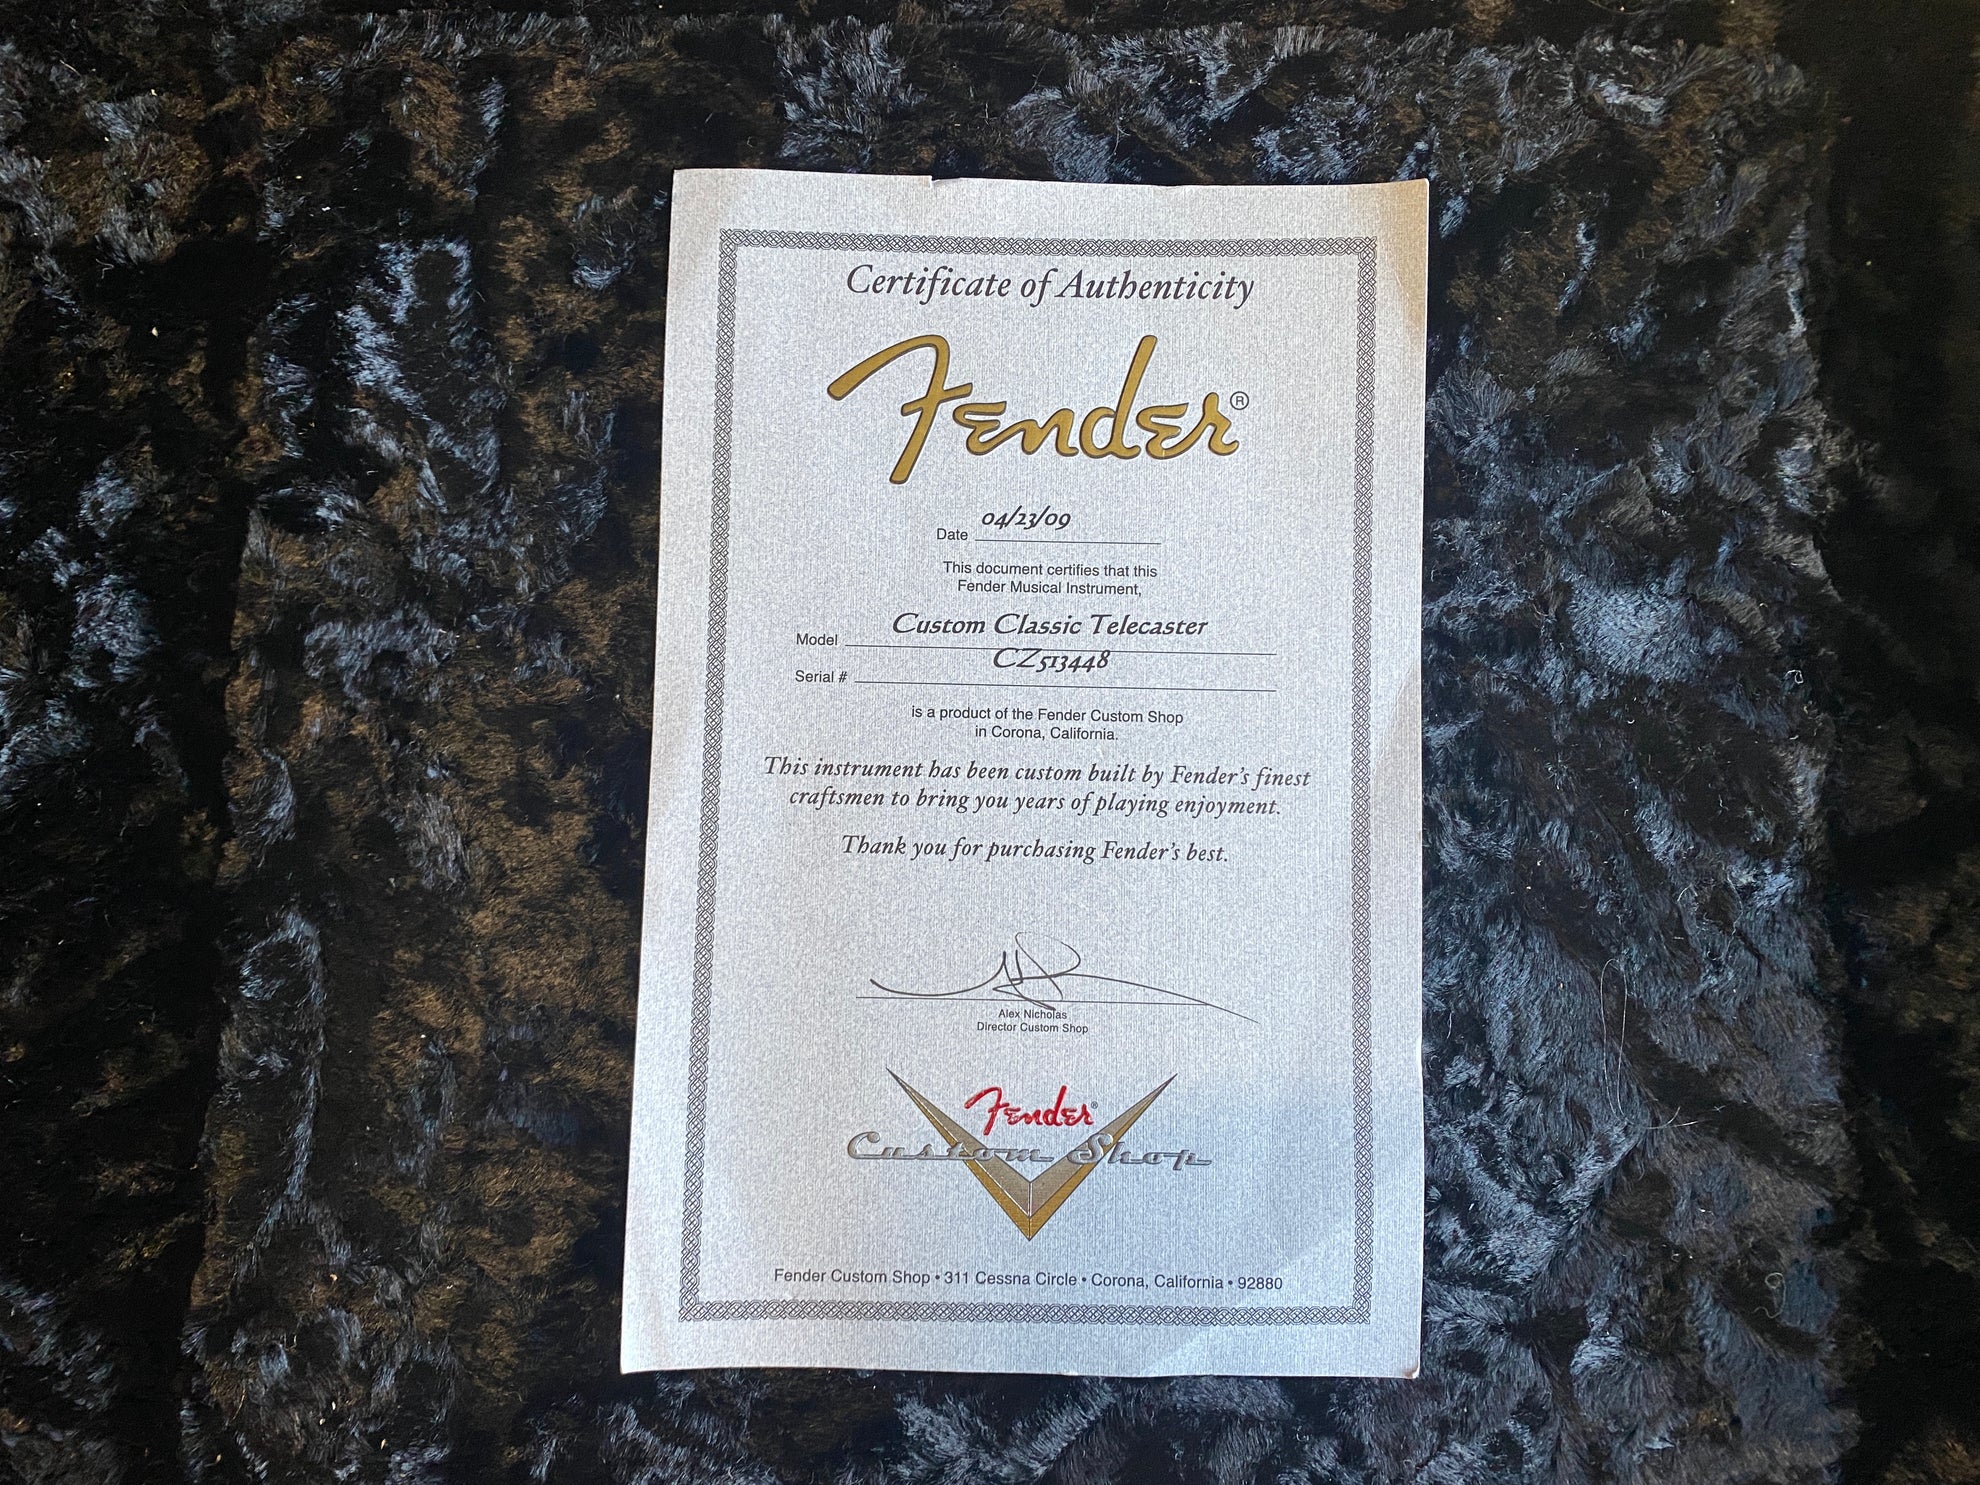 Certificate of Authenticity
Fender®
Date 04/23/09
This document certifies that this
Fender Musical Instrument,
Model Custom Classic Telecaster
Serial # CZ513448
is a product of the Fender Custom Shop
in Corona, California.
This instrument has been custom built by Fender's finest
craftsmen to bring you years of playing enjoyment.
Thank you for purchasing Fender's best.
Alex Nicholas
Director Custom Shop
Fender®
Custom Shop
Fender Custom Shop • 311 Cessna Circle • Corona, California • 92880